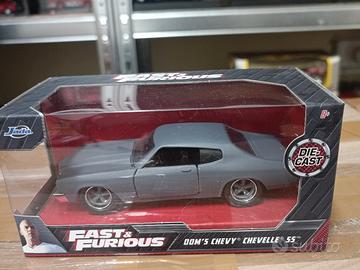 FAST & FURIOUS
Jada
8+
DIE-CAST
FAST & FURIOUS
DOM'S CHEVY CHEVELLE SS
subito